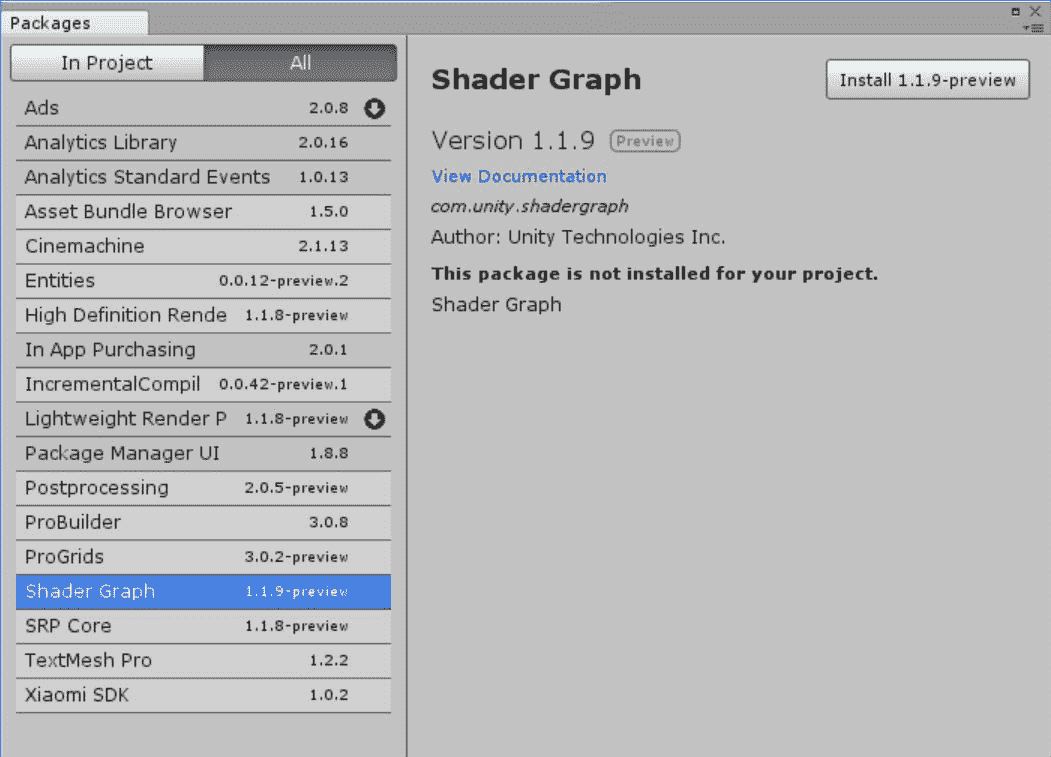 Packages
In Project All
Ads 2.0.8
Analytics Library 2.0.16
Analytics Standard Events 1.0.13
Asset Bundle Browser 1.5.0
Cinemachine 2.1.13
Entities 0.0.12-preview.2
High Definition Rende 1.1.8-preview
In App Purchasing 2.0.1
IncrementalCompil 0.0.42-preview.1
Lightweight Render P 1.1.8-preview
Package Manager UI 1.8.8
Postprocessing 2.0.5-preview
ProBuilder 3.0.8
ProGrids 3.0.2-preview
Shader Graph 1.1.9-preview
SRP Core 1.1.8-preview
TextMesh Pro 1.2.2
Xiaomi SDK 1.0.2
Shader Graph
Install 1.1.9-preview
Version 1.1.9 Preview
View Documentation
com.unity.shadergraph
Author: Unity Technologies Inc.
This package is not installed for your project.
Shader Graph